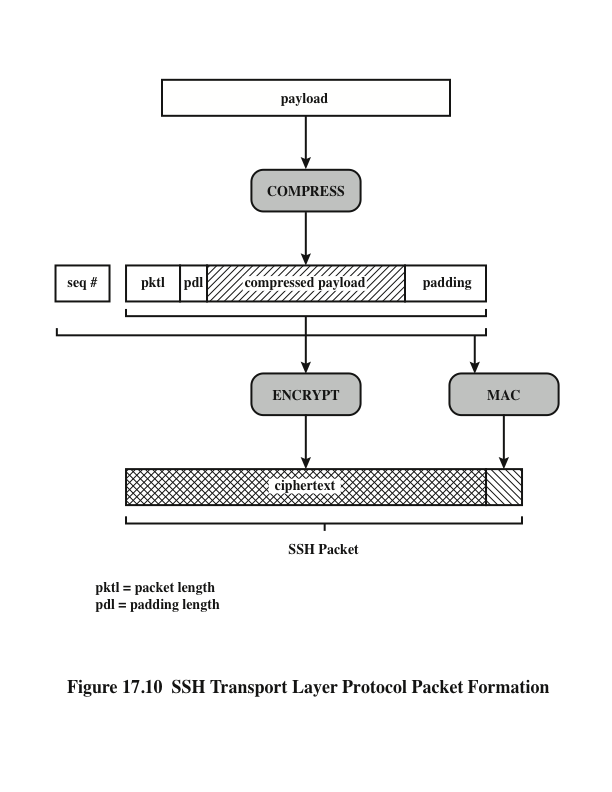 payload
COMPRESS
seq # pktl pdl compressed payload padding
ENCRYPT MAC
ciphertext
SSH Packet
pktl = packet length
pdl = padding length
Figure 17.10 SSH Transport Layer Protocol Packet Formation